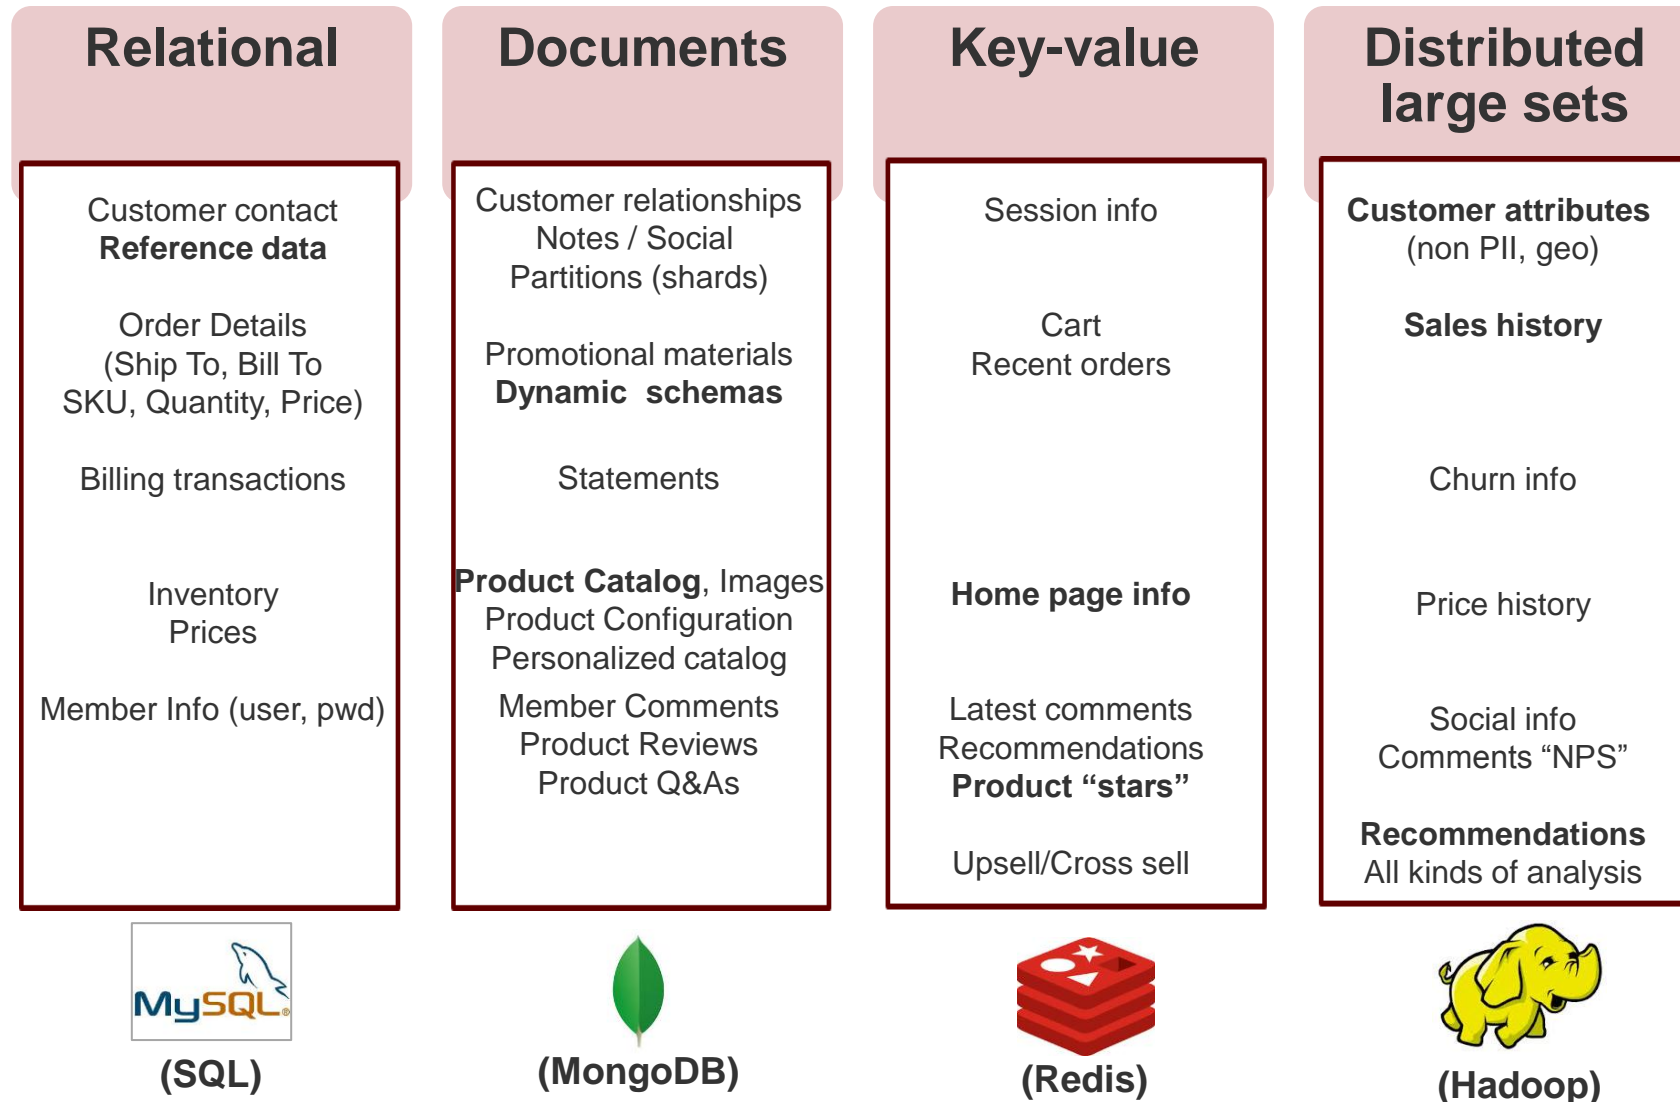 Relational
Customer contact
Reference data
Order Details
(Ship To, Bill To
SKU, Quantity, Price)
Billing transactions
Inventory
Prices
Member Info (user, pwd)
MySQL®
(SQL)
Documents
Customer relationships
Notes / Social
Partitions (shards)
Promotional materials
Dynamic schemas
Statements
Product Catalog, Images
Product Configuration
Personalized catalog
Member Comments
Product Reviews
Product Q&As
(MongoDB)
Key-value
Session info
Cart
Recent orders
Home page info
Latest comments
Recommendations
Product “stars”
Upsell/Cross sell
(Redis)
Distributed
large sets
Customer attributes
(non PII, geo)
Sales history
Churn info
Price history
Social info
Comments “NPS”
Recommendations
All kinds of analysis
(Hadoop)